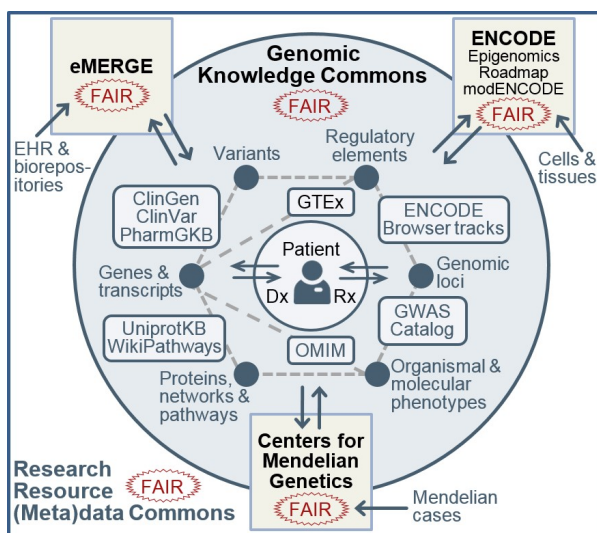 eMERGE
FAIR
EHR &
biorepos-
itories
Genomic
Knowledge Commons
FAIR
ENCODE
Epigenomics
Roadmap
modENCODE
FAIR
Cells &
tissues
Variants
Regulatory
elements
ClinGen
ClinVar
PharmGKB
GTEx
ENCODE
Browser tracks
Patient
Dx
Rx
Genes &
transcripts
Genomic
loci
UniprotKB
WikiPathways
GWAS
Catalog
OMIM
Proteins,
networks &
pathways
Organismal &
molecular
phenotypes
Centers for
Mendelian
Genetics
FAIR
Mendelian
cases
Research
Resource
(Meta)data Commons
FAIR